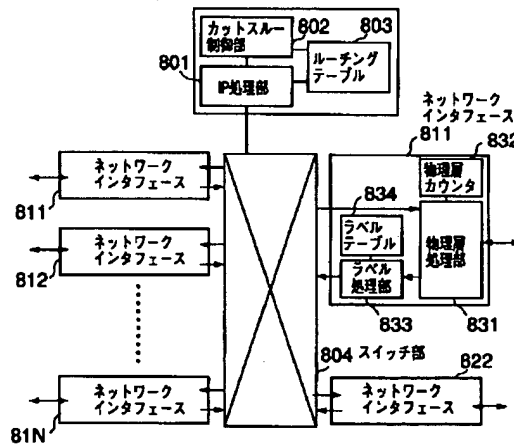 カットスルー
制御部
802
803
ルーチング
テーブル
801
IP処理部
ネットワーク
インタフェース
811
832
ネットワーク
インタフェース
811
物理層
カウンタ
834
ラベル
テーブル
物理層
処理部
ラベル
処理部
833
831
ネットワーク
インタフェース
812
804 スイッチ部
822
ネットワーク
インタフェース
81N
ネットワーク
インタフェース